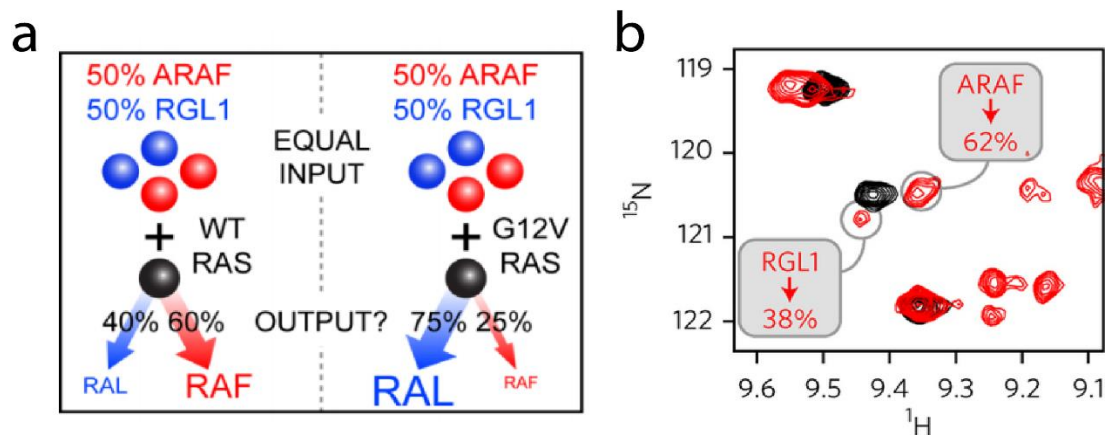 a
50% ARAF
50% RGL1
EQUAL
INPUT
50% ARAF
50% RGL1
+ WT
RAS
+ G12V
RAS
40% 60% OUTPUT? 75% 25%
RAL RAF
RAL RAF
b
119
120
121
122
15N
ARAF
62%
RGL1
38%
9.6 9.5 9.4 9.3 9.2 9.1
1H